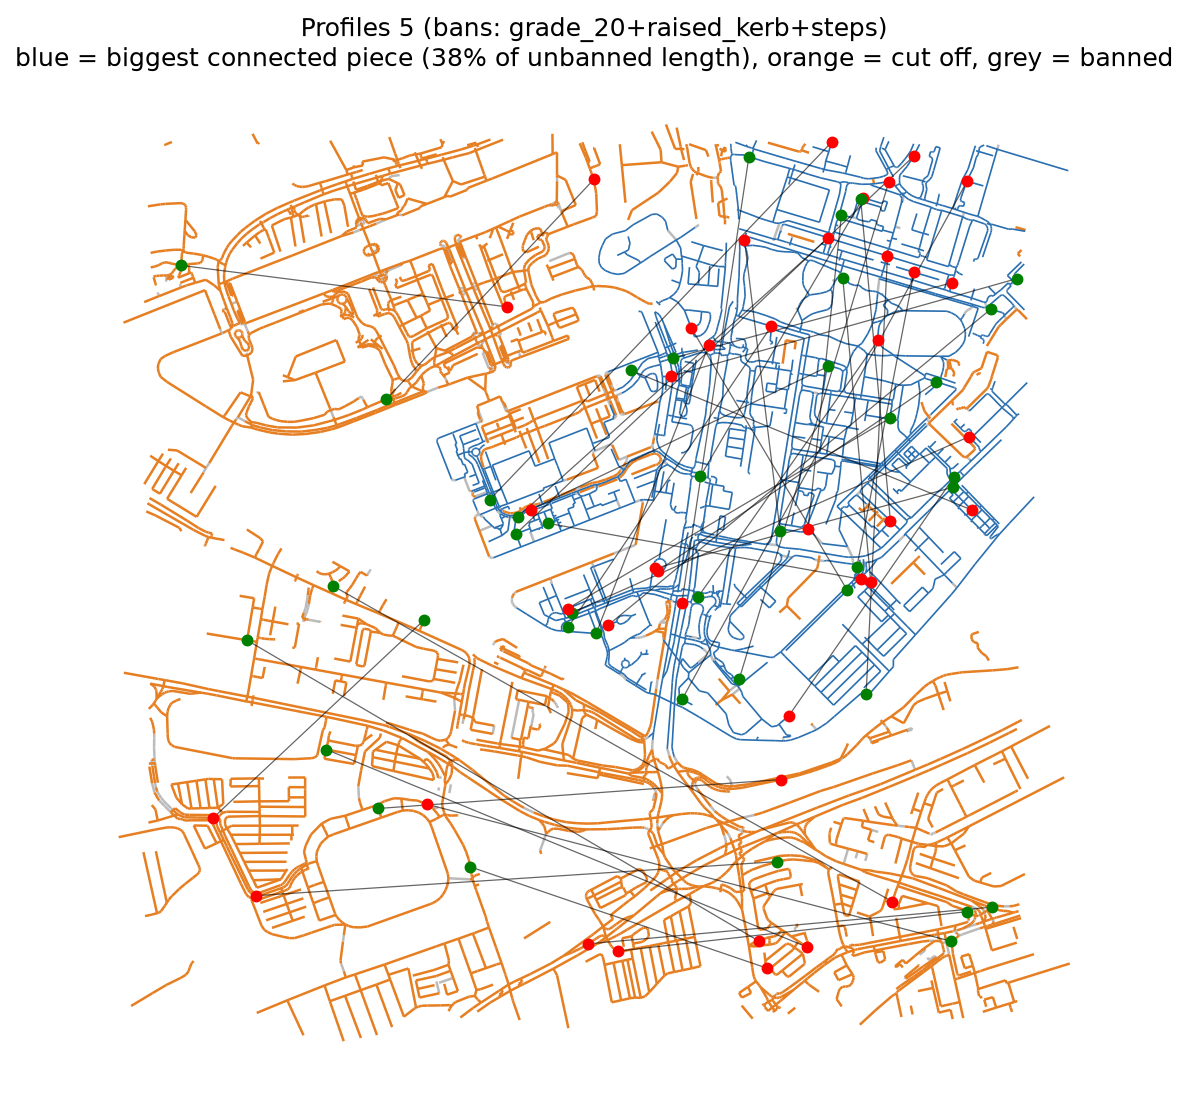 Profiles 5 (bans: grade_20+raised_kerb+steps)
blue = biggest connected piece (38% of unbanned length), orange = cut off, grey = banned